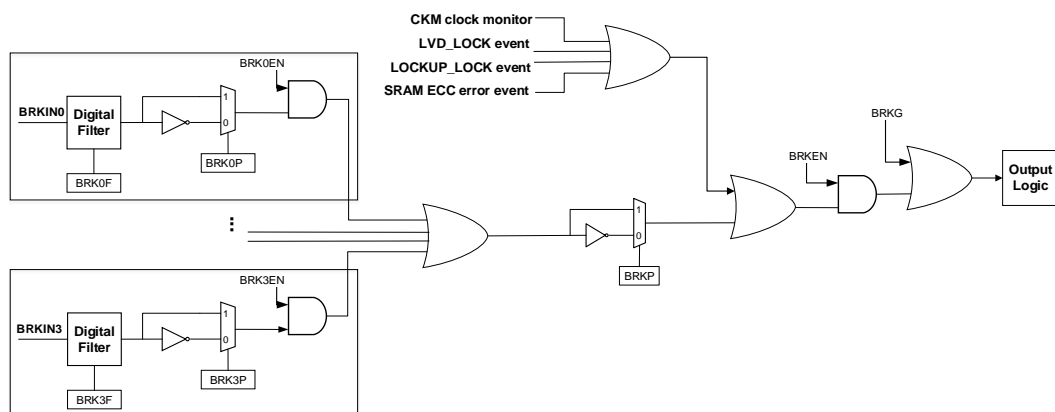 CKM clock monitor
LVD_LOCK event
LOCKUP_LOCK event
SRAM ECC error event
BRK0EN
BRKIN0
Digital
Filter
1
0
BRK0P
BRK0F
...
BRKG
BRKEN
Output
Logic
1
0
BRKP
BRK3EN
BRKIN3
Digital
Filter
1
0
BRK3P
BRK3F